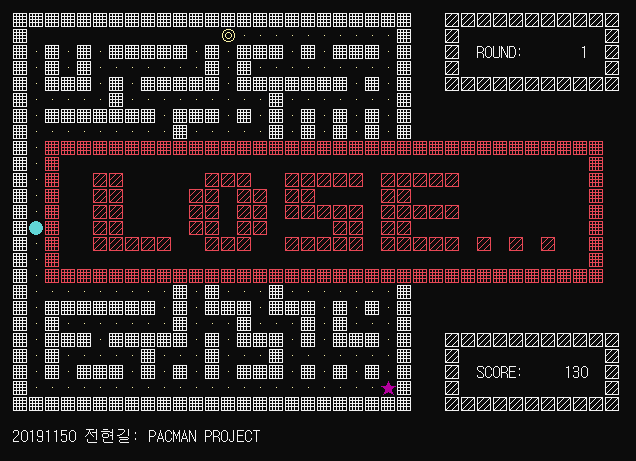 ROUND: 1
LOSE...
SCORE: 130
20191150 전현길: PACMAN PROJECT